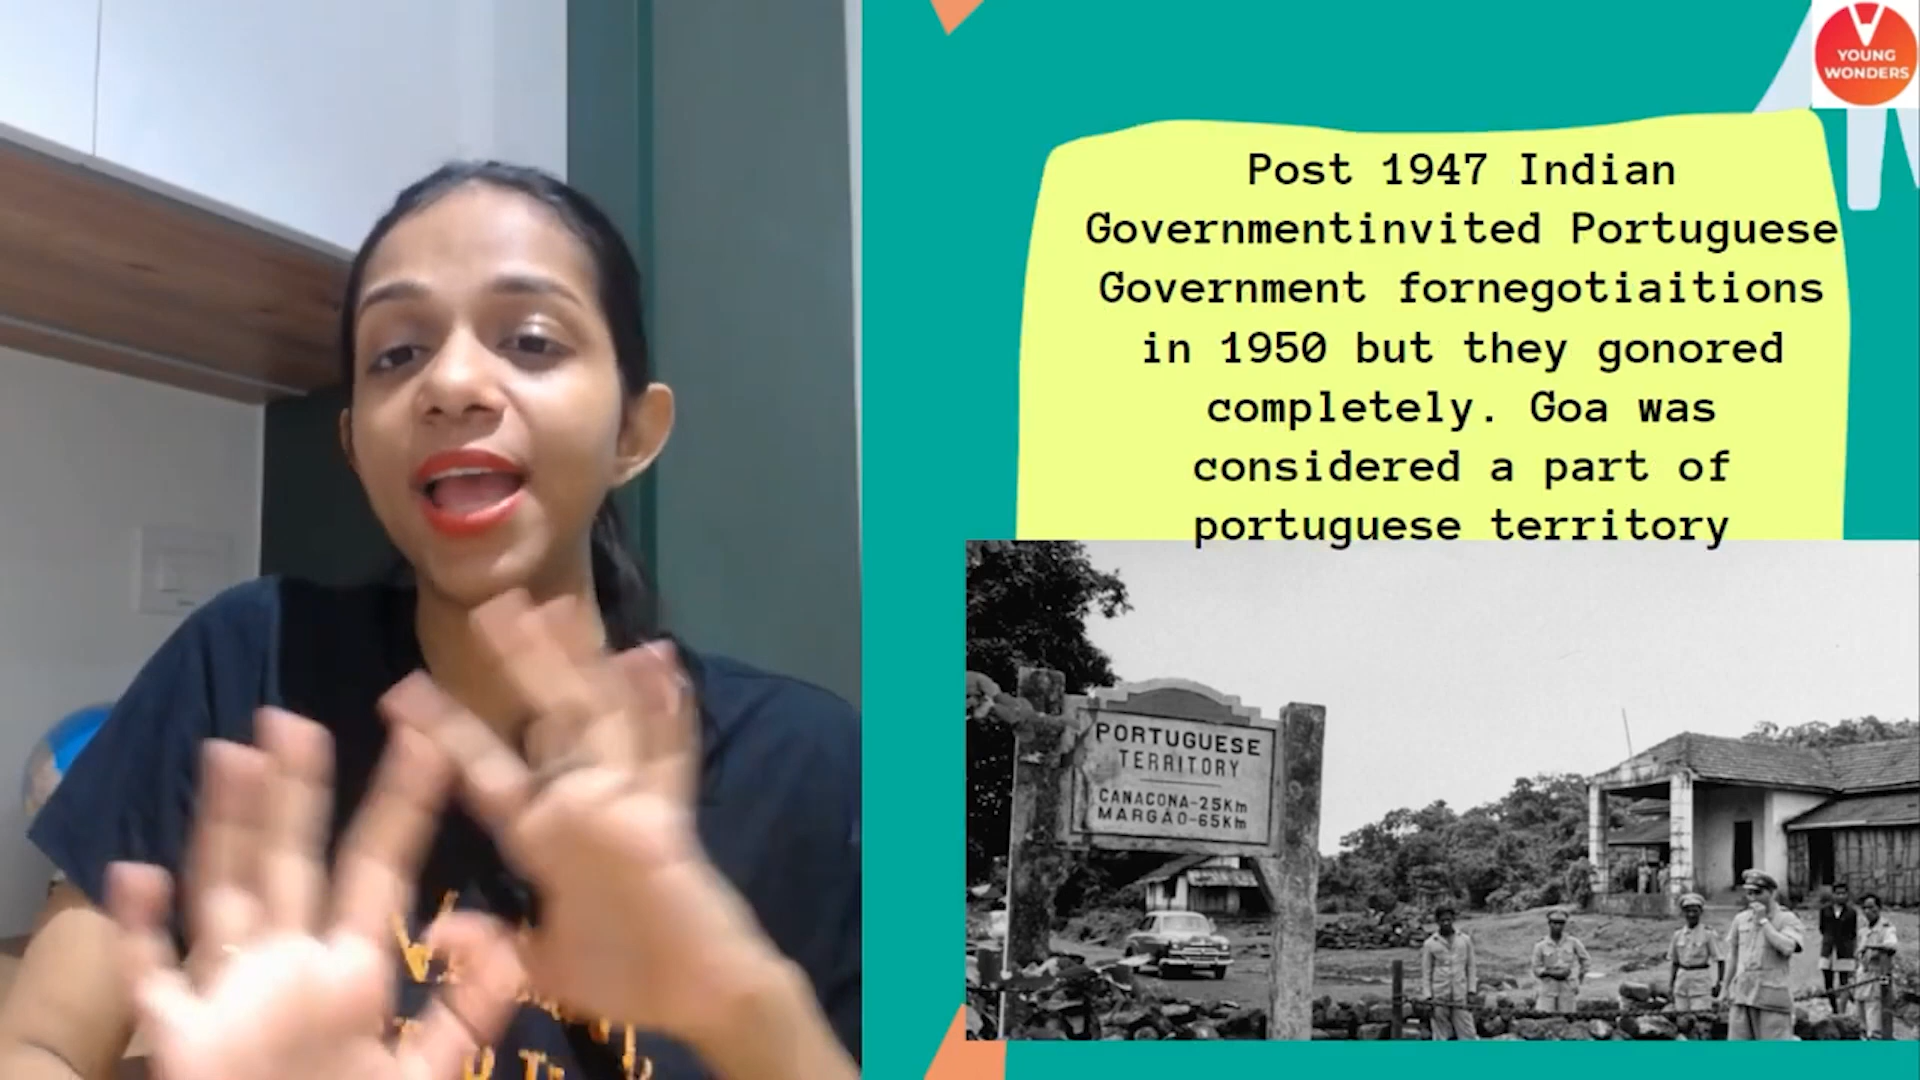 YOUNG
WONDERS
Post 1947 Indian
Governmentinvited Portuguese
Government fornegotiaitions
in 1950 but they gonored
completely. Goa was
considered a part of
portuguese territory
PORTUGUESE
TERRITORY
CANACONA-25Km
MARGAO-65Km